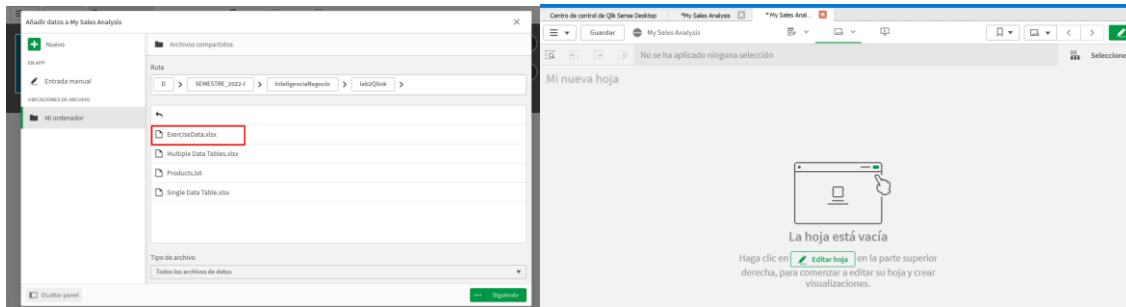 Añadir datos a My Sales Analysis
Nuevo
EN APP
Entrada manual
UBICACIONES DE ARCHIVO
Mi ordenador
Archivos compartidos
Ruta
D > SEMESTRE_2022-I > InteligenciaNegocio > lab2Qlink >
ExerciseData.xlsx
Multiple Data Tables.xlsx
Products.txt
Single Data Table.xlsx
Tipo de archivo
Todos los archivos de datos
Ocultar panel
Siguiente
Centro de control de Qlik Sense Desktop *My Sales Analysis *My Sales Anal...
Guardar My Sales Analysis
No se ha aplicado ninguna selección Seleccione
Mi nueva hoja
La hoja está vacía
Haga clic en Editar hoja en la parte superior
derecha, para comenzar a editar su hoja y crear
visualizaciones.